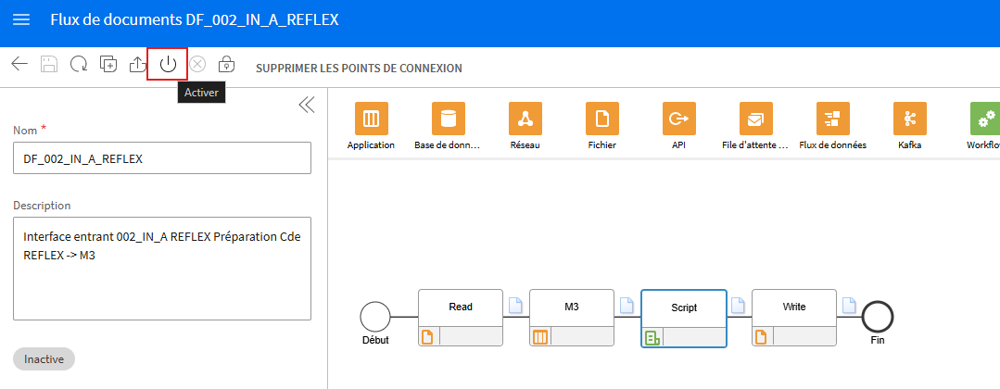 Flux de documents DF_002_IN_A_REFLEX
SUPPRIMER LES POINTS DE CONNEXION
Activer
Nom *
DF_002_IN_A_REFLEX
Description
Interface entrant 002_IN_A REFLEX Préparation Cde
REFLEX -> M3
Inactive
Application
Base de donn...
Réseau
Fichier
API
File d'attente ...
Flux de données
Kafka
Workflow
Début
Read
M3
Script
Write
Fin